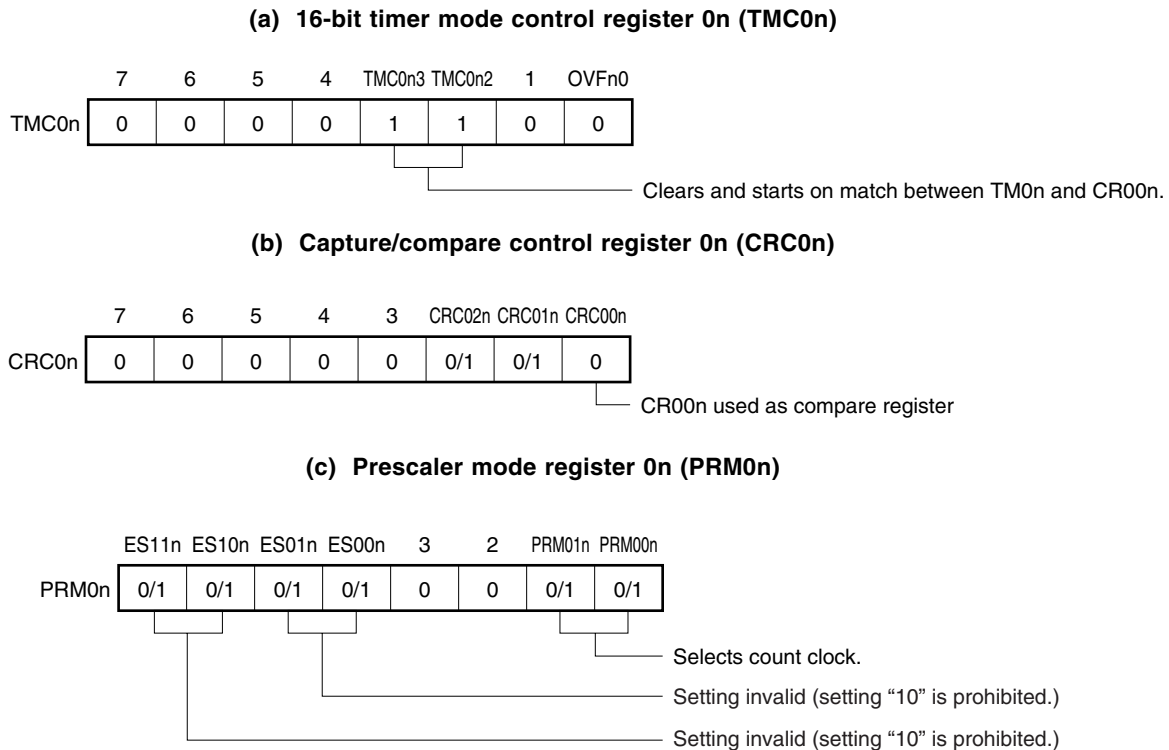 (a) 16-bit timer mode control register 0n (TMC0n)
7 6 5 4 TMC0n3 TMC0n2 1 OVFn0
TMC0n 0 0 0 0 1 1 0 0
Clears and starts on match between TM0n and CR00n.
(b) Capture/compare control register 0n (CRC0n)
7 6 5 4 3 CRC02n CRC01n CRC00n
CRC0n 0 0 0 0 0 0/1 0/1 0
CR00n used as compare register
(c) Prescaler mode register 0n (PRM0n)
ES11n ES10n ES01n ES00n 3 2 PRM01n PRM00n
PRM0n 0/1 0/1 0/1 0/1 0 0 0/1 0/1
Selects count clock.
Setting invalid (setting “10” is prohibited.)
Setting invalid (setting “10” is prohibited.)